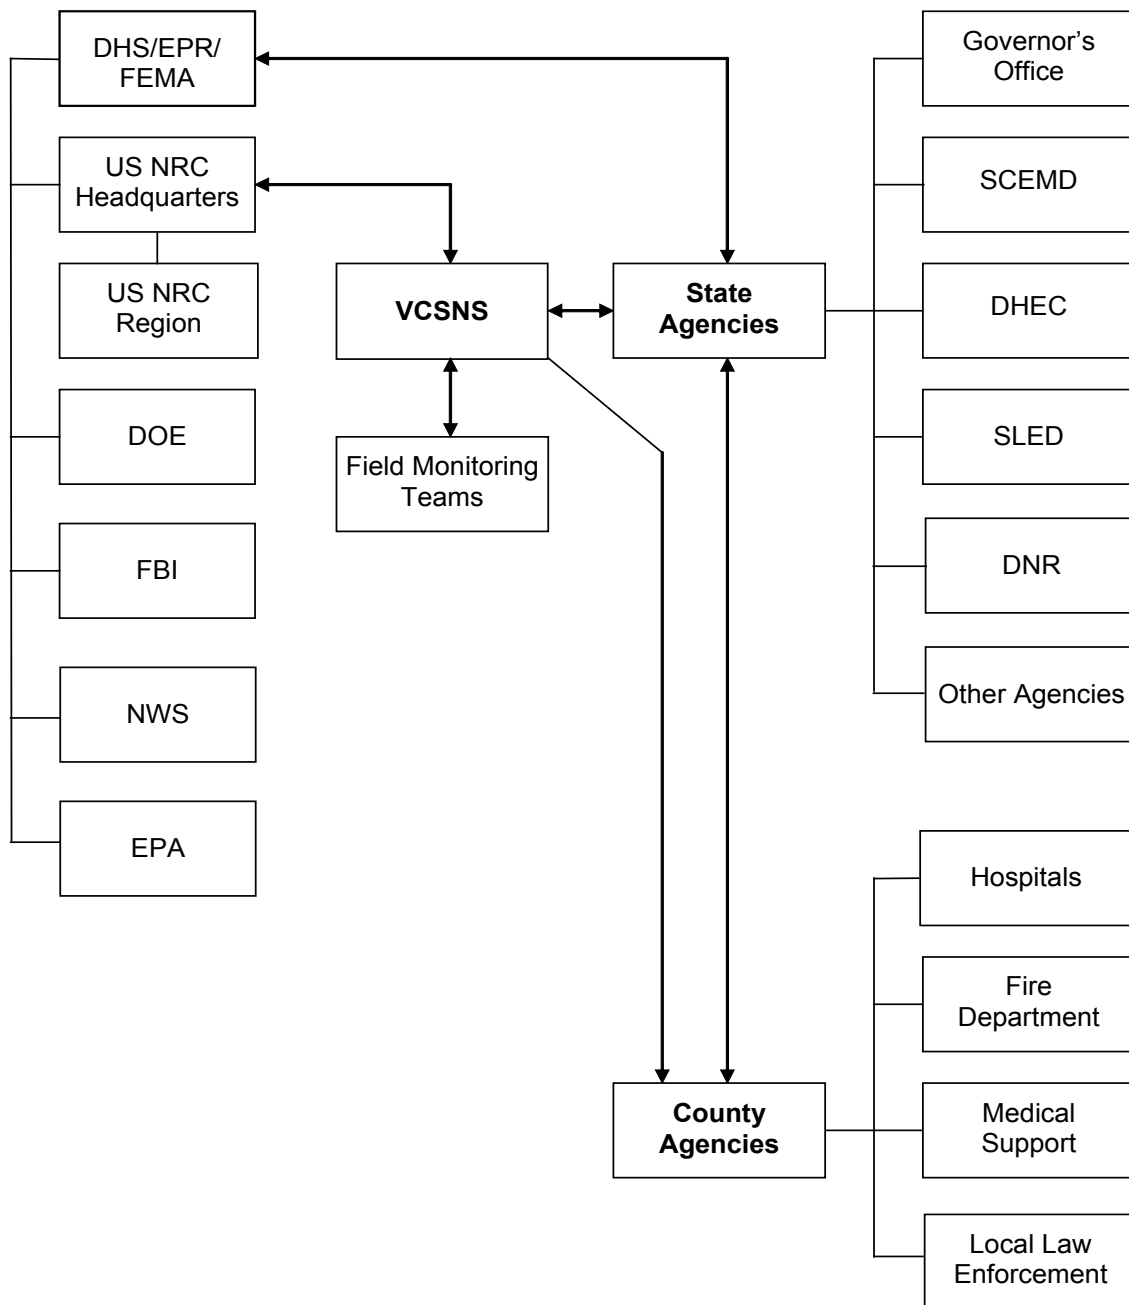 DHS/EPR/
FEMA
US NRC
Headquarters
US NRC
Region
DOE
FBI
NWS
EPA
VCSNS
Field Monitoring
Teams
State
Agencies
County
Agencies
Governor’s
Office
SCEMD
DHEC
SLED
DNR
Other Agencies
Hospitals
Fire
Department
Medical
Support
Local Law
Enforcement